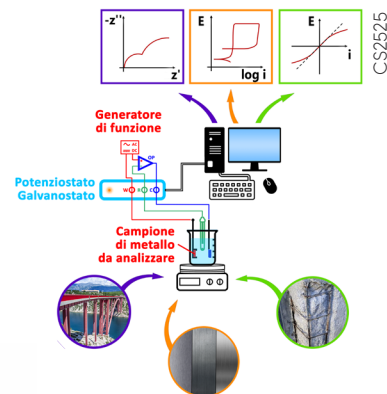 -z''
z'
E
log i
E
i
CS2525
Generatore
di funzione
AC
DC
OP
Potenziostato
Galvanostato
W
R
C
Campione
di metallo
da analizzare